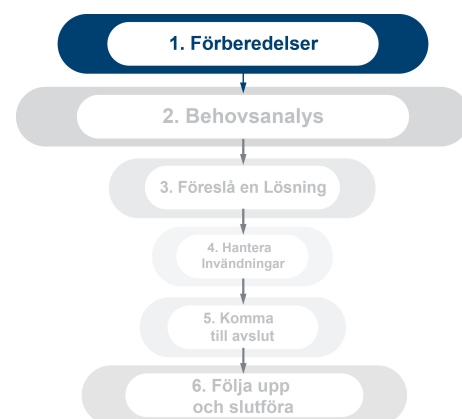 1. Förberedelser
2. Behovsanalys
3. Föreslå en Lösning
4. Hantera
Invändningar
5. Komma
till avslut
6. Följa upp
och slutföra